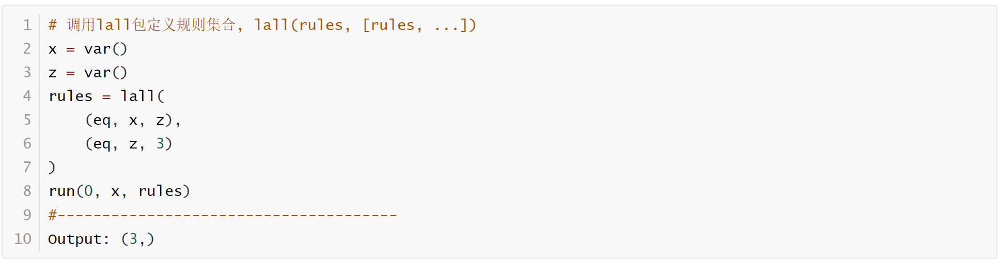 1 # 调用lall包定义规则集合, lall(rules, [rules, ...])
2 x = var()
3 z = var()
4 rules = lall(
5     (eq, x, z),
6     (eq, z, 3)
7 )
8 run(0, x, rules)
9 #--------------------------------------
10 Output: (3,)